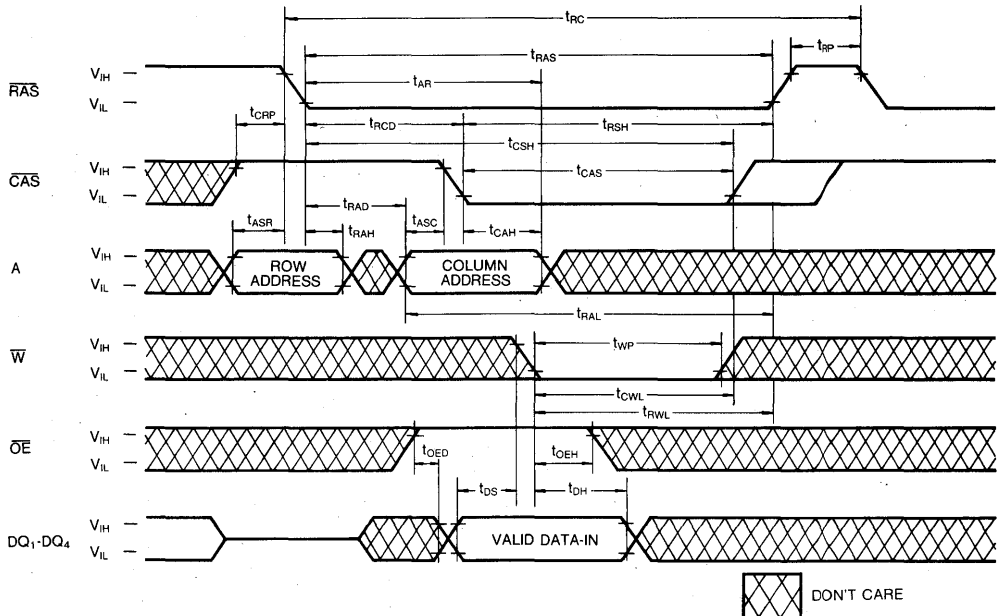 tRC
tRAS
tRP
tAR
RAS
VIH
VIL
tCRP
tRCD
tRSH
tCSH
CAS
VIH
VIL
tCAS
tRAD
tASR
tRAH
tASC
tCAH
A
VIH
VIL
ROW
ADDRESS
COLUMN
ADDRESS
tRAL
W
VIH
VIL
tWP
tCWL
tRWL
OE
VIH
VIL
tOED
tOEH
tDS
tDH
DQ1-DQ4
VIH
VIL
VALID DATA-IN
DON'T CARE